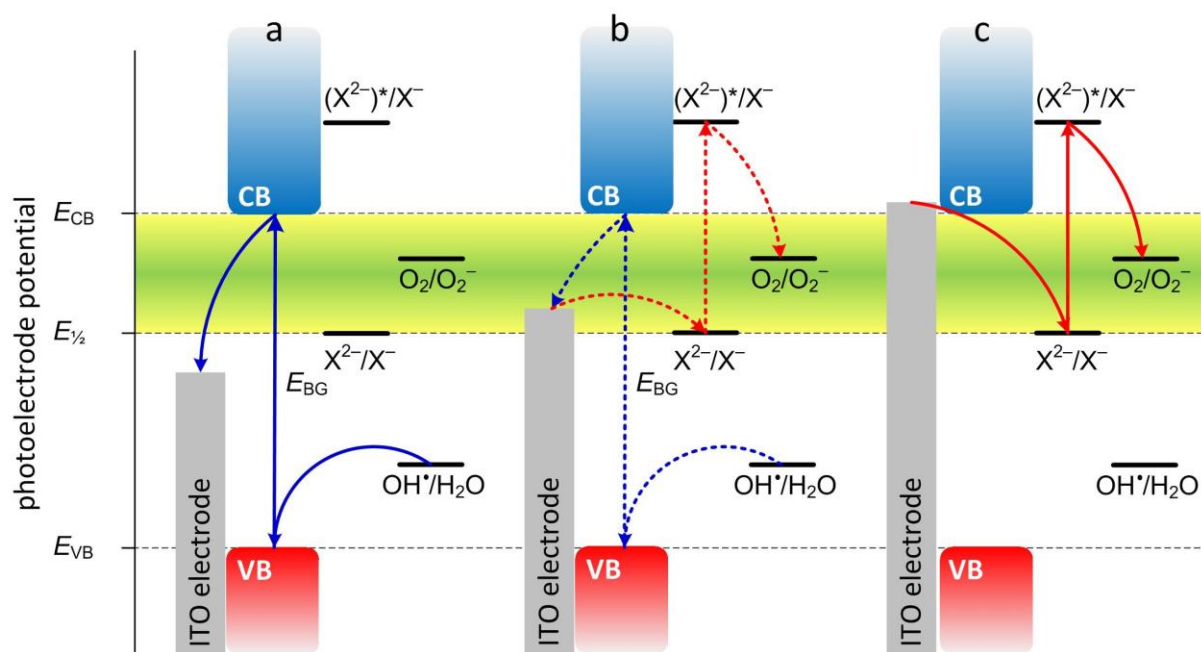 a
b
c
(X²⁻)*/X⁻
(X²⁻)*/X⁻
(X²⁻)*/X⁻
CB
CB
CB
photoelectrode potential
E_CB
O₂/O₂⁻
O₂/O₂⁻
O₂/O₂⁻
E_½
X²⁻/X⁻
X²⁻/X⁻
X²⁻/X⁻
E_BG
E_BG
OH•/H₂O
OH•/H₂O
OH•/H₂O
ITO electrode
ITO electrode
ITO electrode
E_VB
VB
VB
VB